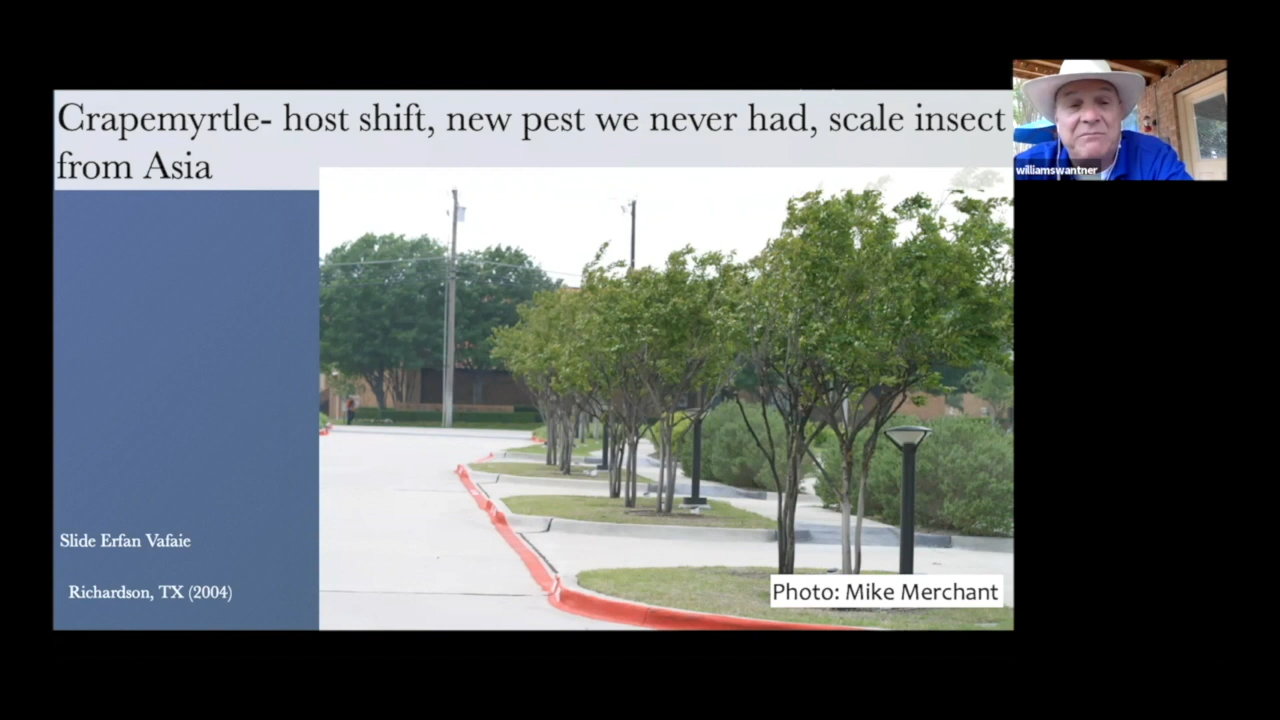 Crapemyrtle- host shift, new pest we never had, scale insect
from Asia
williamswantner
Slide Erfan Vafaie
Richardson, TX (2004)
Photo: Mike Merchant